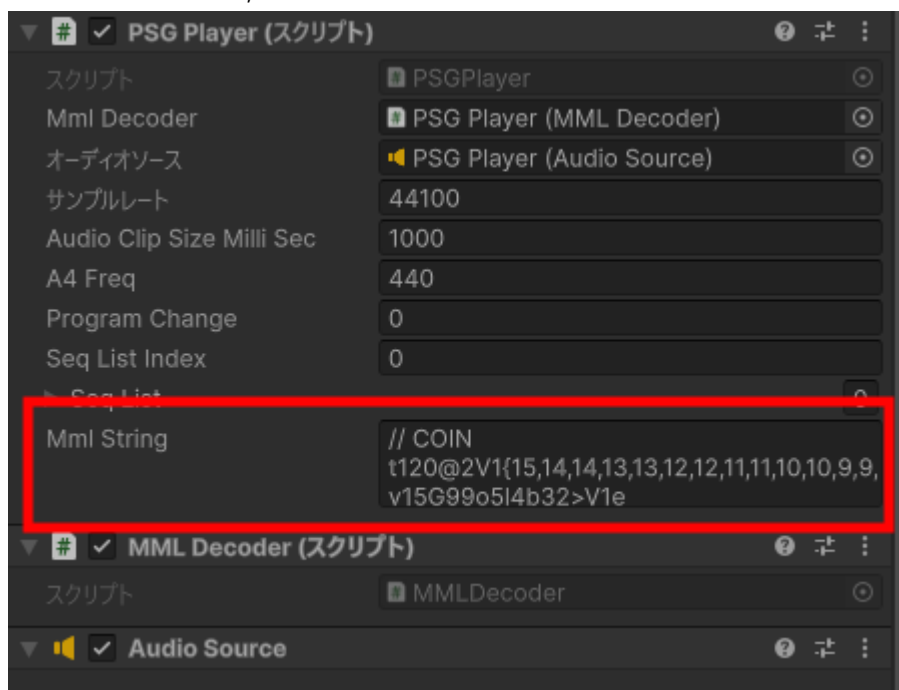 PSG Player (スクリプト)
スクリプト PSGPlayer
Mml Decoder PSG Player (MML Decoder)
オーディオソース PSG Player (Audio Source)
サンプルレート 44100
Audio Clip Size Milli Sec 1000
A4 Freq 440
Program Change 0
Seq List Index 0
Seq List 0
Mml String // COIN
t120@2V1{15,14,14,13,13,12,12,11,11,10,10,9,9,
v15G99o5l4b32>V1e
MML Decoder (スクリプト)
スクリプト MMLDecoder
Audio Source